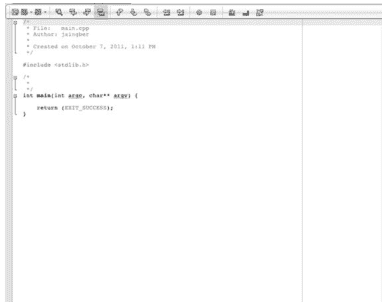 /*
 * File:   main.cpp
 * Author: jaingber
 *
 * Created on October 7, 2011, 1:11 PM
 */

#include <stdlib.h>

/*
 *
 */
int main(int argc, char** argv) {

    return (EXIT_SUCCESS);
}